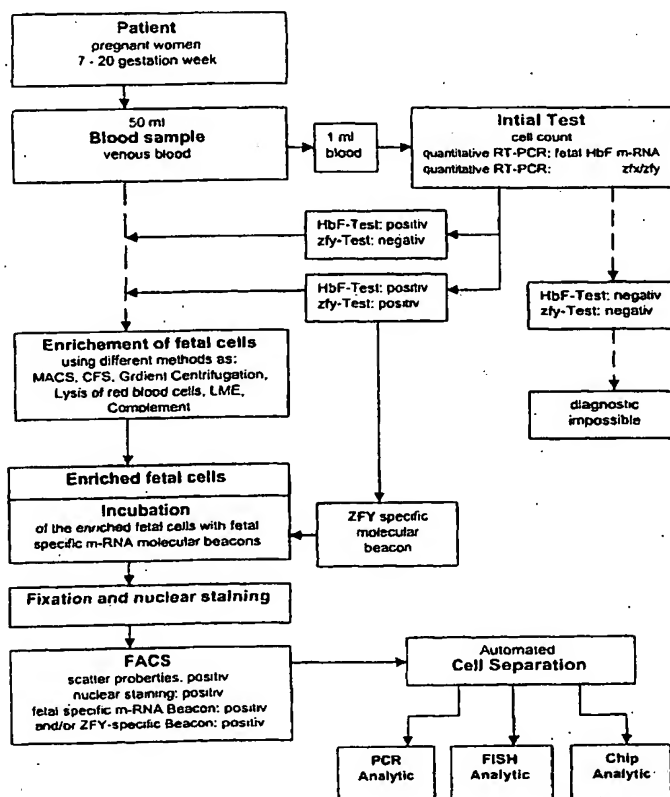 Patient
pregnant women
7 - 20 gestation week
50 ml
Blood sample
venous blood
1 ml
blood
Intial Test
cell count
quantitative RT-PCR: fetal HbF m-RNA
quantitative RT-PCR: zfx/zfy
HbF-Test: positiv
zfy-Test: negativ
HbF-Test: positiv
zfy-Test: positiv
HbF-Test: negativ
zfy-Test: negativ
diagnostic
impossible
Enrichement of fetal cells
using different methods as:
MACS, CFS, Grdient Centrifugation,
Lysis of red blood cells, LME,
Complement
Enriched fetal cells
Incubation
of the enriched fetal cells with fetal
specific m-RNA molecular beacons
ZFY specific
molecular
beacon
Fixation and nuclear staining
FACS
scatter proberties. positiv
nuclear staining: positiv
fetal specific m-RNA Beacon: positiv
and/or ZFY-specific Beacon: positiv
Automated
Cell Separation
PCR
Analytic
FISH
Analytic
Chip
Analytic